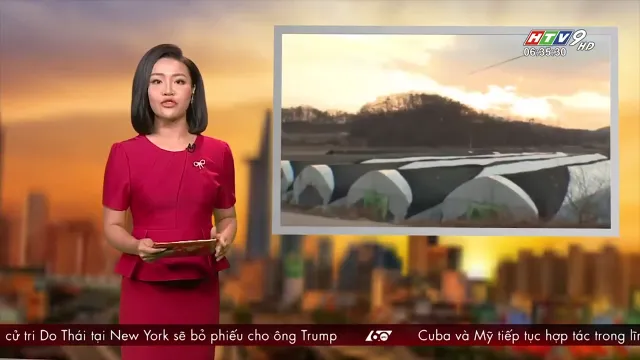 HTV9 HD
06:35:30
cử tri Do Thái tại New York sẽ bỏ phiếu cho ông Trump 60 Cuba và Mỹ tiếp tục hợp tác trong